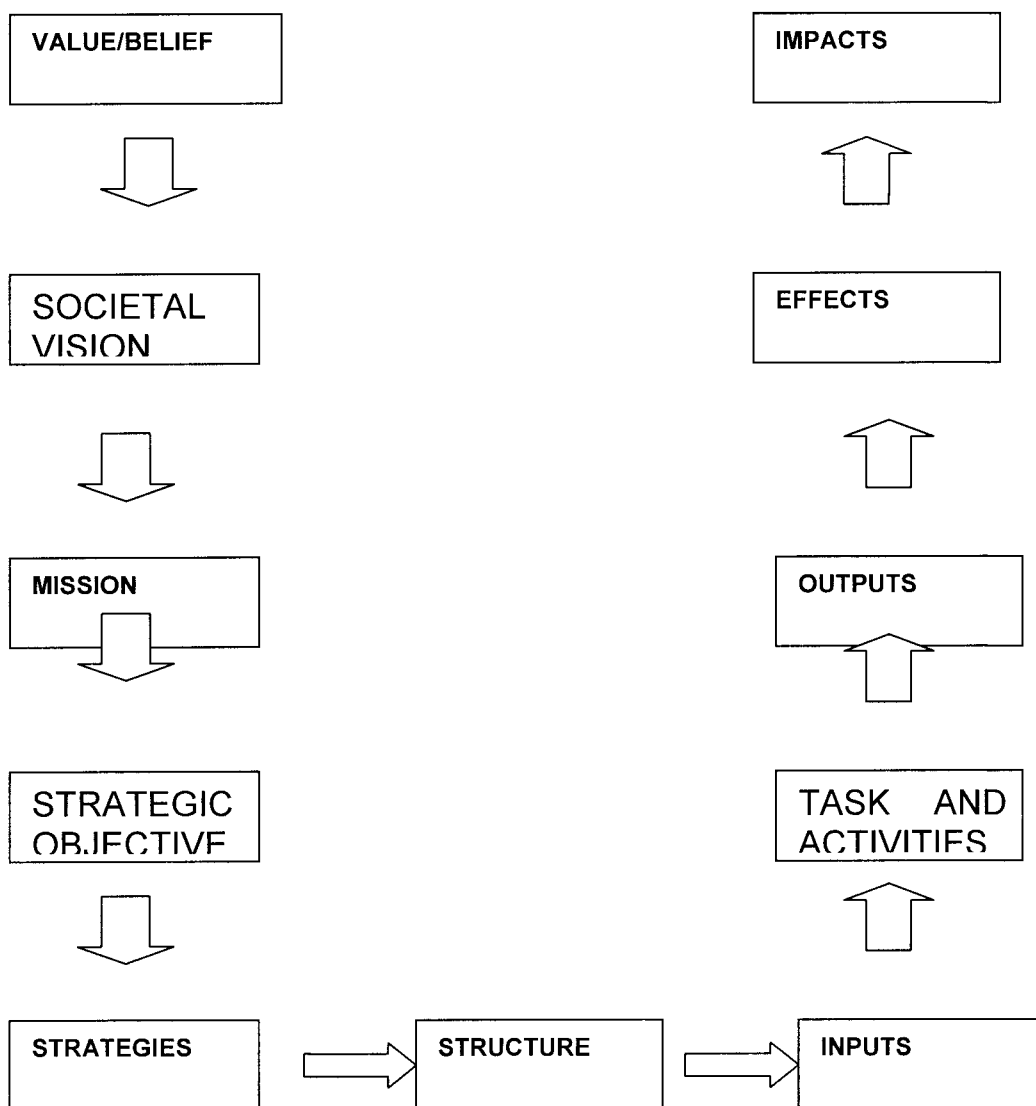 VALUE/BELIEF
SOCIETAL
VISION
MISSION
STRATEGIC
OBJECTIVE
STRATEGIES
STRUCTURE
INPUTS
TASK AND
ACTIVITIES
OUTPUTS
EFFECTS
IMPACTS